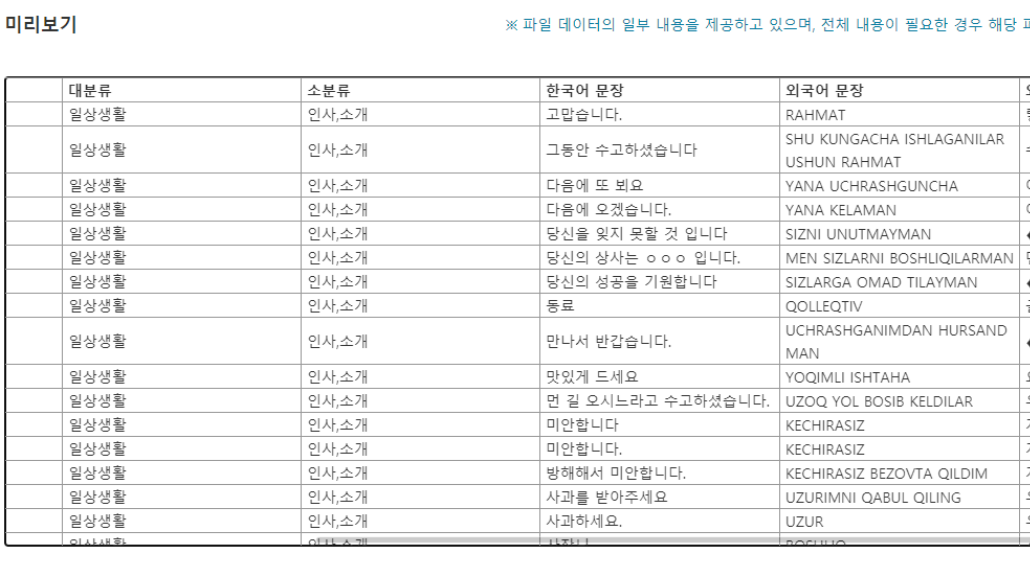 미리보기
※ 파일 데이터의 일부 내용을 제공하고 있으며, 전체 내용이 필요한 경우 해당
대분류 소분류 한국어 문장 외국어 문장
일상생활 인사,소개 고맙습니다. RAHMAT
일상생활 인사,소개 그동안 수고하셨습니다 SHU KUNGACHA ISHLAGANILAR
USHUN RAHMAT
일상생활 인사,소개 다음에 또 뵈요 YANA UCHRASHGUNCHA
일상생활 인사,소개 다음에 오겠습니다. YANA KELAMAN
일상생활 인사,소개 당신을 잊지 못할 것 입니다 SIZNI UNUTMAYMAN
일상생활 인사,소개 당신의 상사는 ㅇㅇㅇ 입니다. MEN SIZLARNI BOSHLIQILARMAN
일상생활 인사,소개 당신의 성공을 기원합니다 SIZLARGA OMAD TILAYMAN
일상생활 인사,소개 동료 QOLLEQTIV
일상생활 인사,소개 만나서 반갑습니다. UCHRASHGANIMDAN HURSAND
MAN
일상생활 인사,소개 맛있게 드세요 YOQIMLI ISHTAHA
일상생활 인사,소개 먼 길 오시느라고 수고하셨습니다. UZOQ YOL BOSIB KELDILAR
일상생활 인사,소개 미안합니다 KECHIRASIZ
일상생활 인사,소개 미안합니다. KECHIRASIZ
일상생활 인사,소개 방해해서 미안합니다. KECHIRASIZ BEZOVTA QILDIM
일상생활 인사,소개 사과를 받아주세요 UZURIMNI QABUL QILING
일상생활 인사,소개 사과하세요. UZUR
일상생활 인사,소개